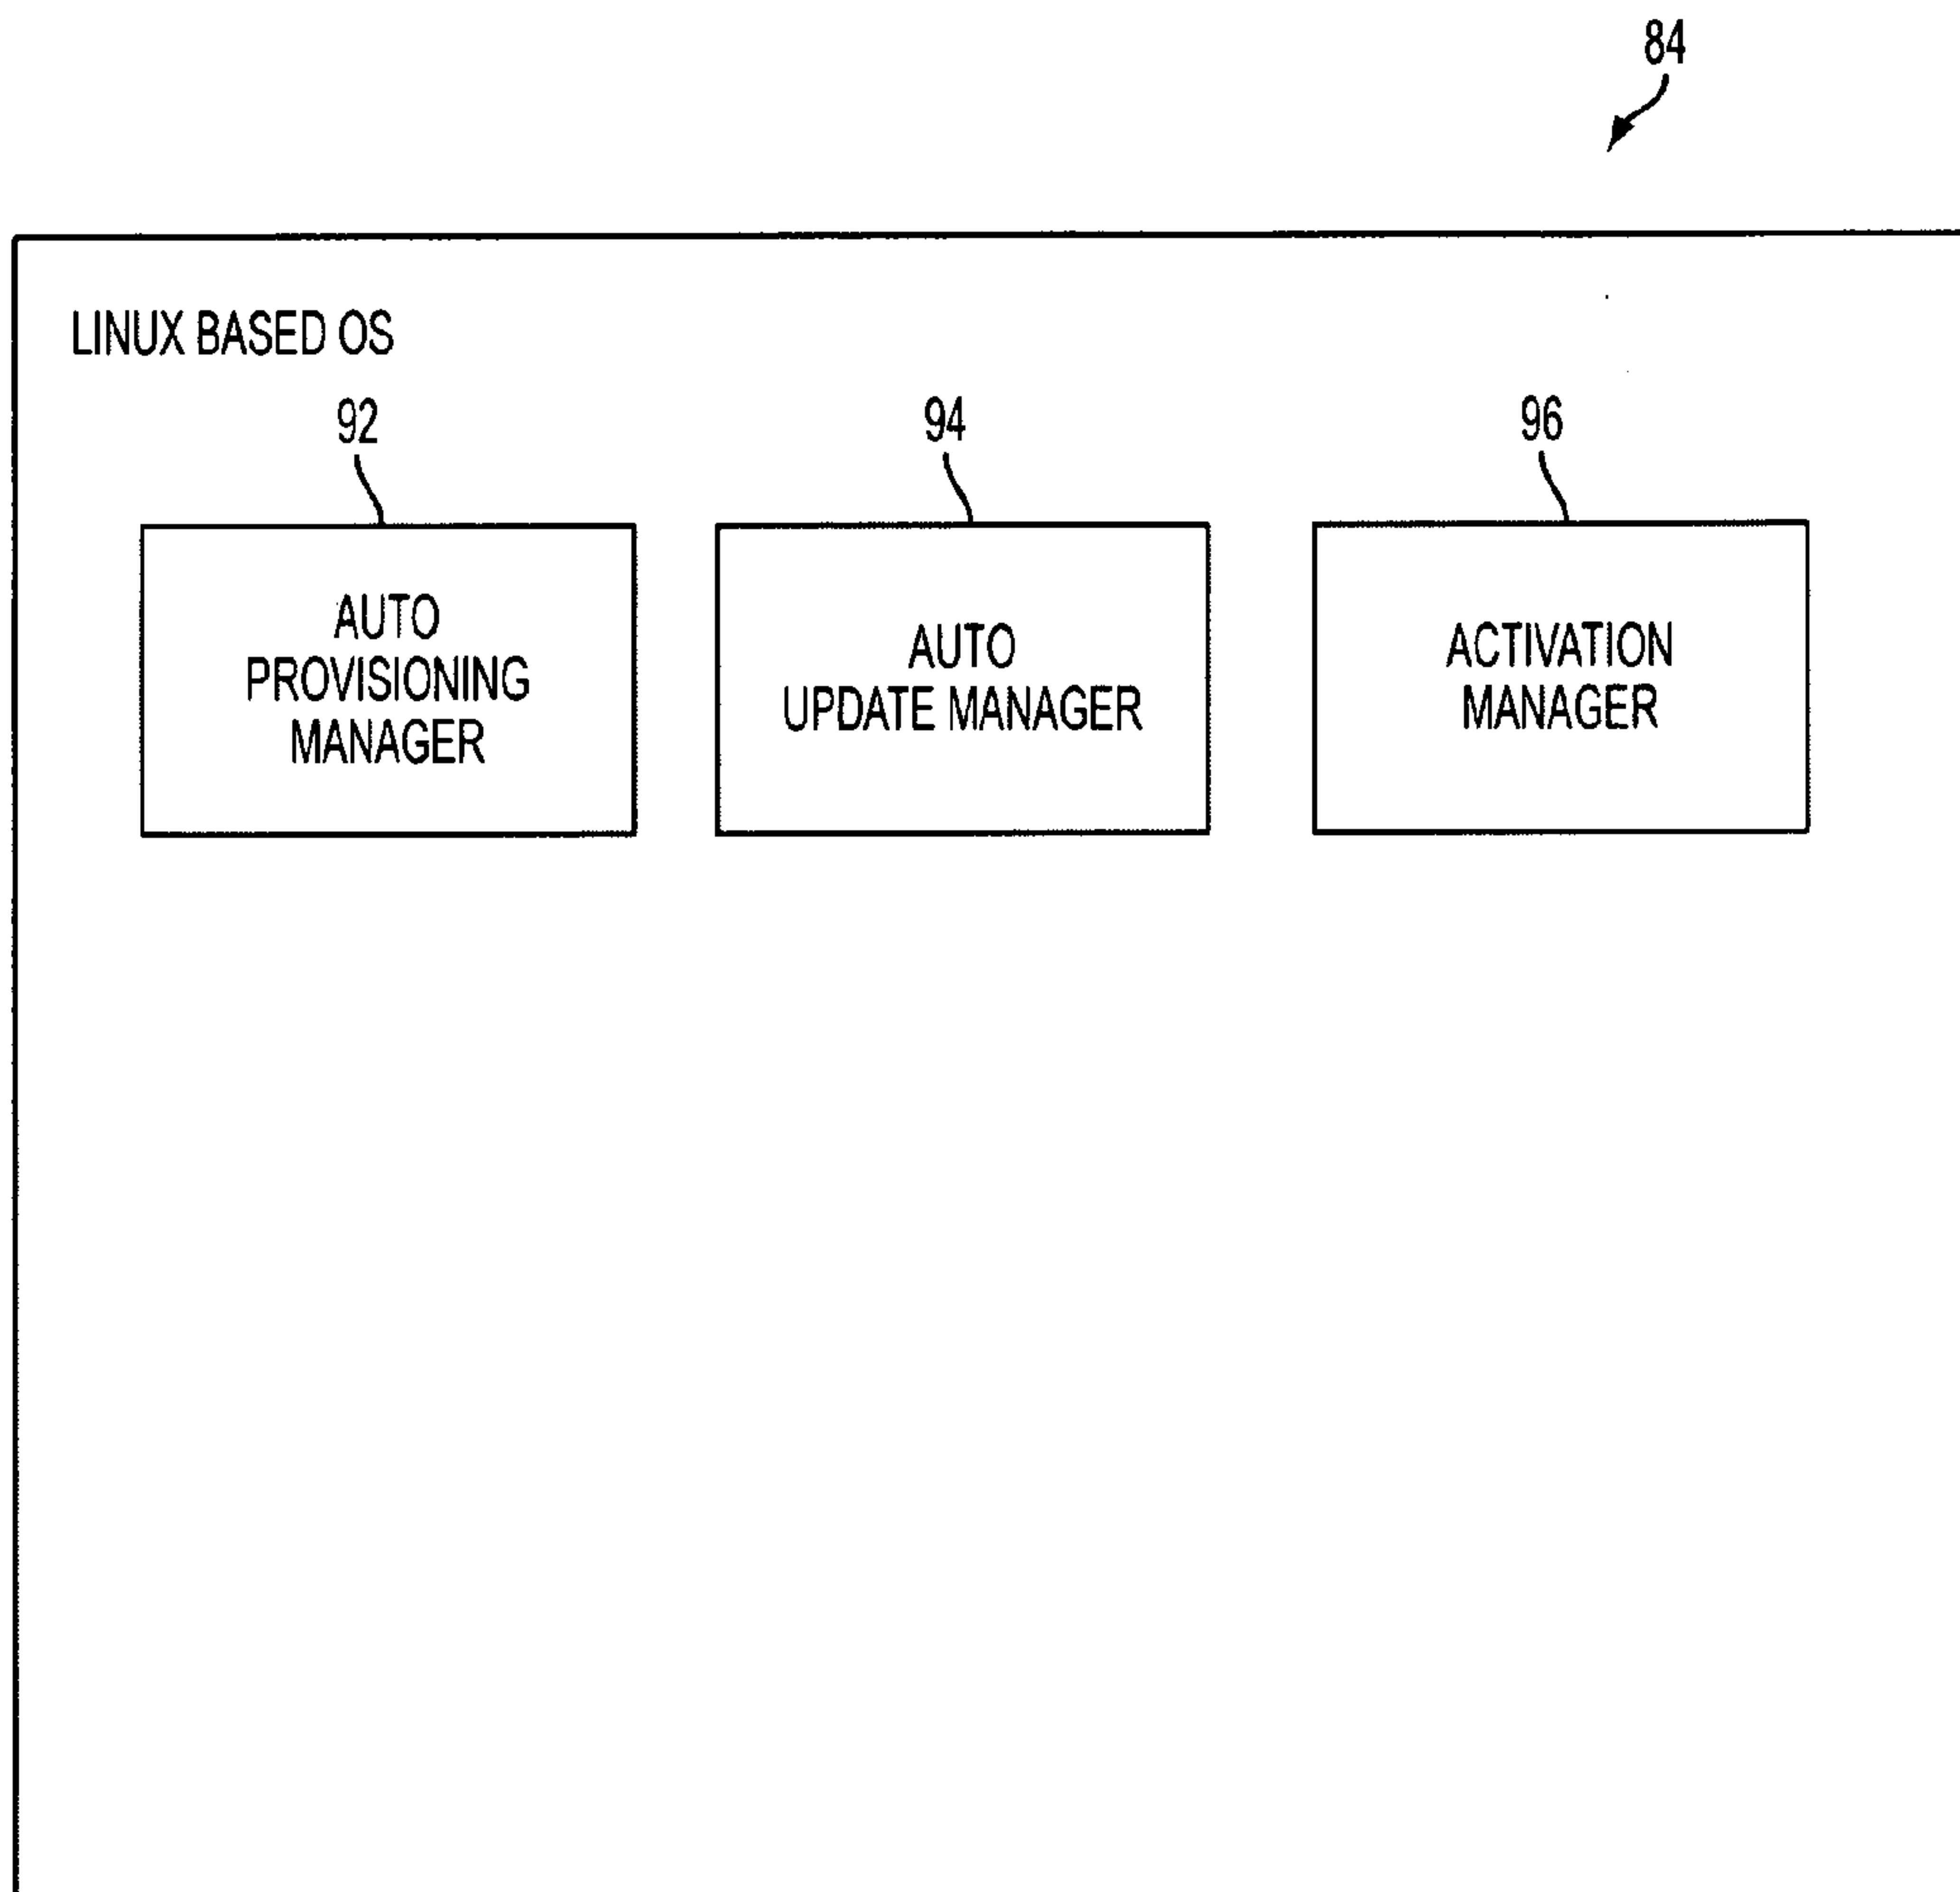 84
LINUX BASED OS
92
94
96
AUTO
PROVISIONING
MANAGER
AUTO
UPDATE MANAGER
ACTIVATION
MANAGER